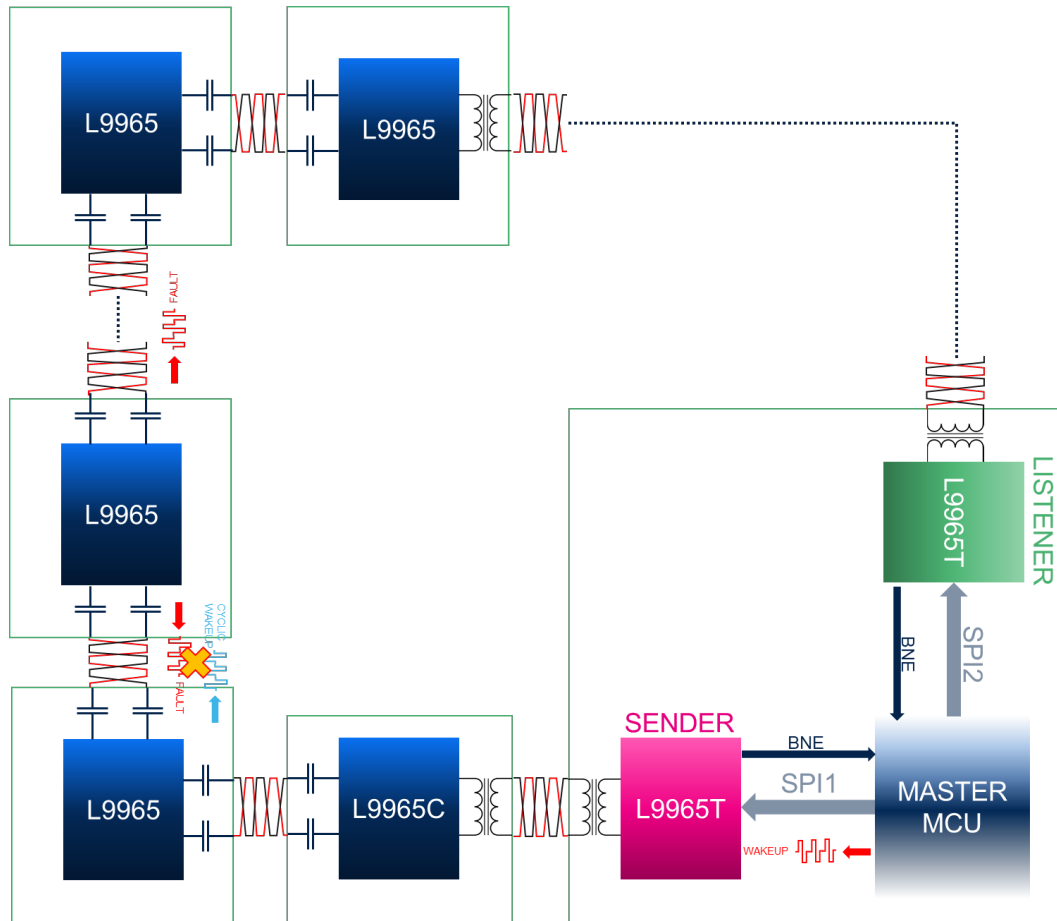 L9965
L9965
FAULT
L9965
CYCLIC
WAKEUP
FAULT
L9965
L9965C
SENDER
L9965T
BNE
SPI1
WAKEUP
MASTER
MCU
BNE
SPI2
L9965T
LISTENER